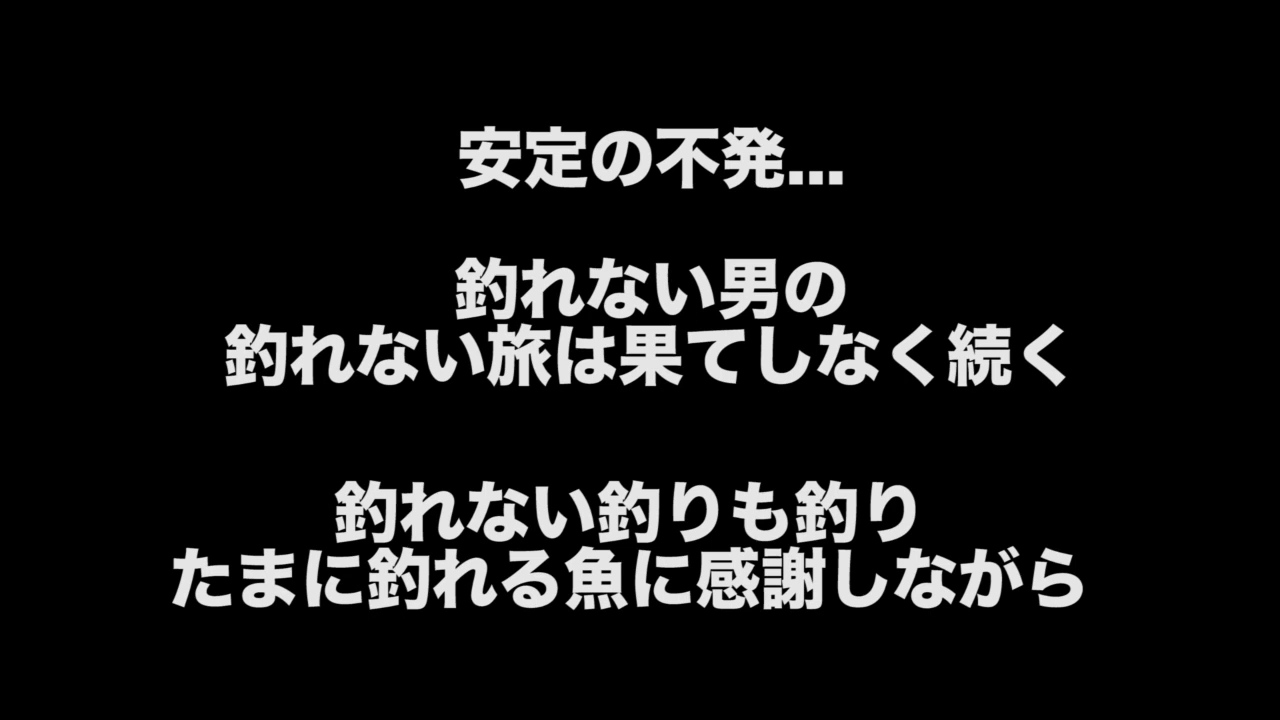 安定の不発...
釣れない男の
釣れない旅は果てしなく続く
釣れない釣りも釣り
たまに釣れる魚に感謝しながら